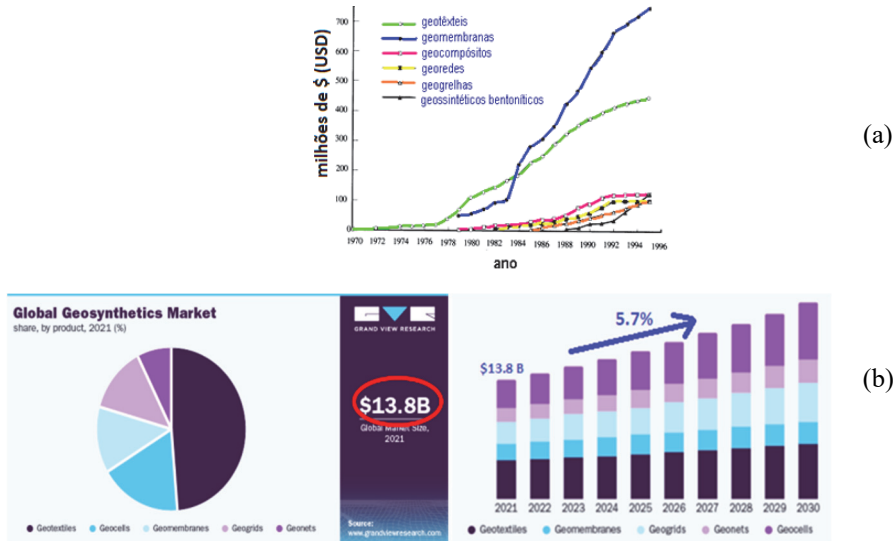 700
600
500
400
300
200
100
0
milhões de $ (USD)
geotêxteis
geomembranas
geocompósitos
georedes
geogrelhas
geossintéticos bentoníticos
1970 1972 1974 1976 1978 1980 1982 1984 1986 1988 1990 1992 1994 1996
ano
(a)
Global Geosynthetics Market
share, by product, 2021 (%)
Geotextiles Geocells Geomembranes Geogrids Geonets
GRAND VIEW RESEARCH
$13.8B
Global Market Size,
2021
Source:
www.grandviewresearch.com
5.7%
$13.8 B
2021 2022 2023 2024 2025 2026 2027 2028 2029 2030
Geotextiles Geomembranes Geogrids Geonets Geocells
(b)